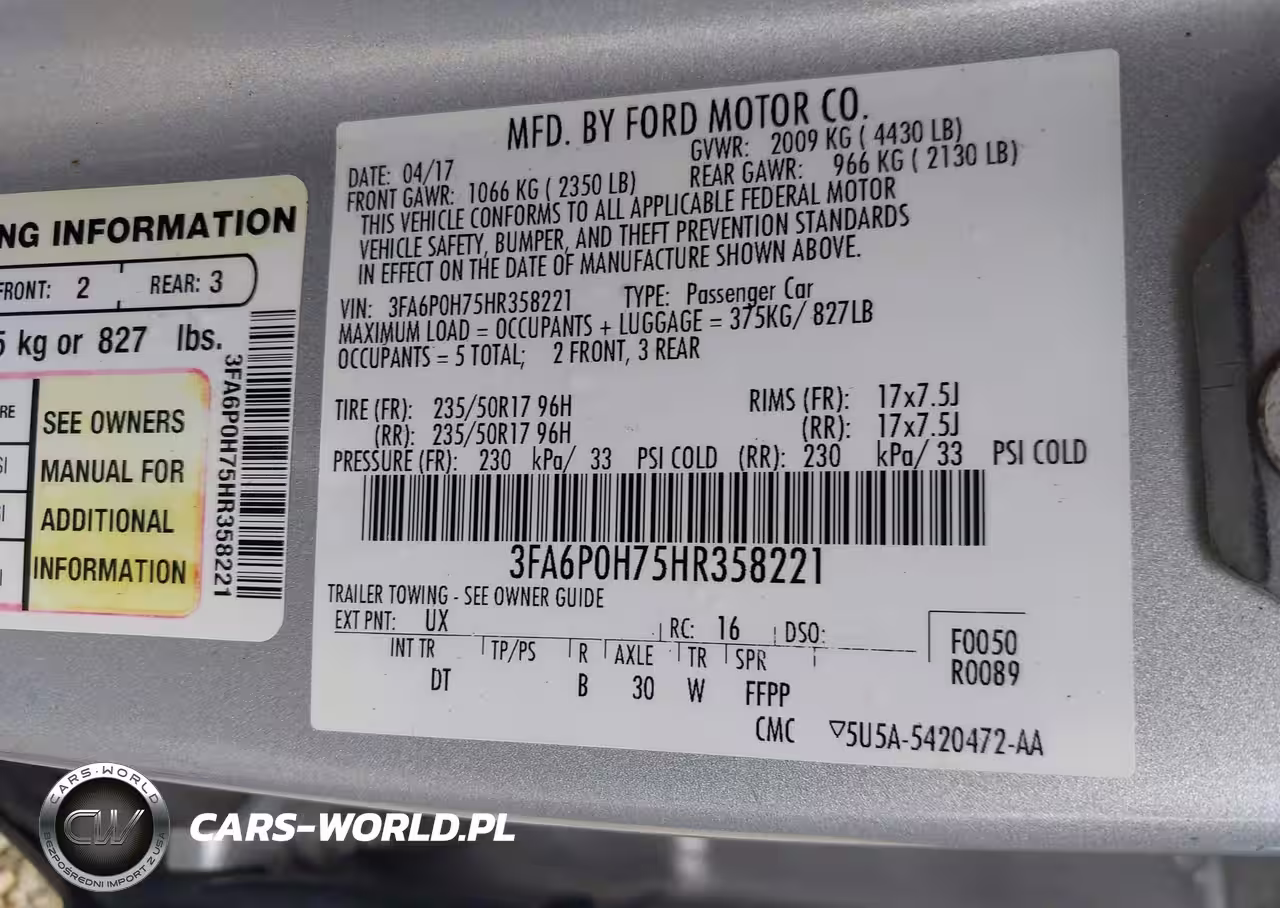 NG INFORMATION
FRONT: 2 REAR: 3
5 kg or 827 lbs.
SEE OWNERS
MANUAL FOR
ADDITIONAL
INFORMATION
3FA6P0H75HR358221
MFD. BY FORD MOTOR CO.
DATE: 04/17 GVWR: 2009 KG ( 4430 LB)
FRONT GAWR: 1066 KG ( 2350 LB) REAR GAWR: 966 KG ( 2130 LB)
THIS VEHICLE CONFORMS TO ALL APPLICABLE FEDERAL MOTOR
VEHICLE SAFETY, BUMPER, AND THEFT PREVENTION STANDARDS
IN EFFECT ON THE DATE OF MANUFACTURE SHOWN ABOVE.
VIN: 3FA6P0H75HR358221 TYPE: Passenger Car
MAXIMUM LOAD = OCCUPANTS + LUGGAGE = 375KG/ 827LB
OCCUPANTS = 5 TOTAL; 2 FRONT, 3 REAR
TIRE (FR): 235/50R17 96H RIMS (FR): 17x7.5J
(RR): 235/50R17 96H (RR): 17x7.5J
PRESSURE (FR): 230 kPa/ 33 PSI COLD (RR): 230 kPa/ 33 PSI COLD
3FA6P0H75HR358221
TRAILER TOWING - SEE OWNER GUIDE
EXT PNT: UX RC: 16 DSO: F0050
INT TR TP/PS R AXLE TR SPR R0089
DT B 30 W FFPP
CMC ▽5U5A-5420472-AA
CARS-WORLD
CW
BEZPOŚREDNI IMPORT Z USA
CARS-WORLD.PL